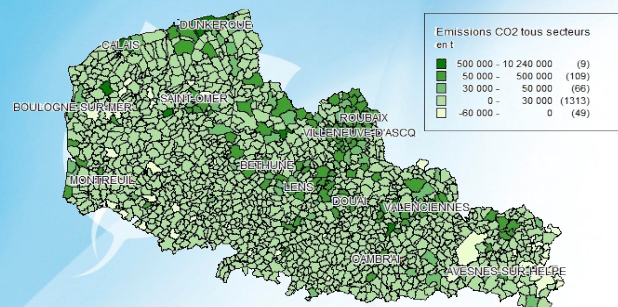 DUNKERQUE
CALAIS
BOULOGNE-SUR-MER
SAINT-OMER
ROUBAIX
VILLENEUVE-D'ASCQ
BETHUNE
MONTREUIL
LENS
DOUAI
VALENCIENNES
CAMBRAI
AVESNES-SUR-HELPE
Emissions CO2 tous secteurs
en t
500 000 - 10 240 000 (9)
50 000 - 500 000 (109)
30 000 - 50 000 (66)
0 - 30 000 (1313)
-60 000 - 0 (49)